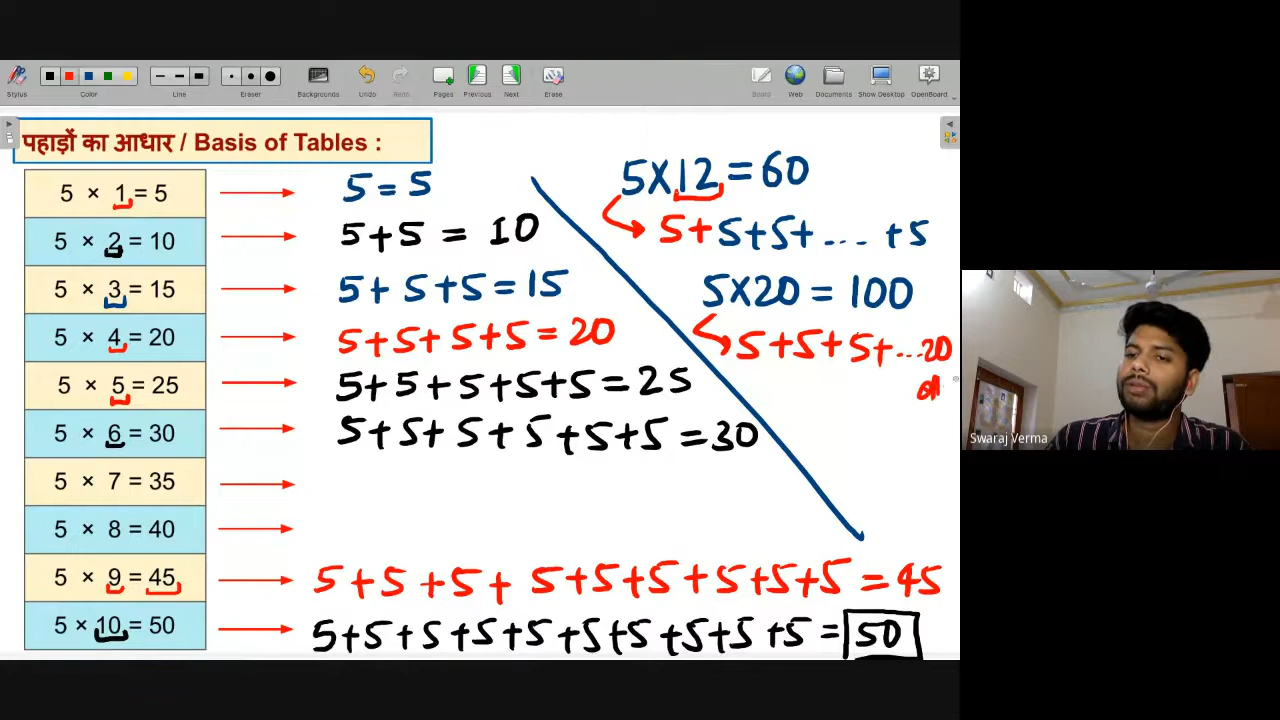 Stylus Color Line Eraser Backgrounds Undo Redo Pages Previous Next Erase Board Web Documents Show Desktop OpenBoard
पहाड़ों का आधार / Basis of Tables :
5 × 1 = 5
5 = 5
5 × 2 = 10
5+5 = 10
5 × 3 = 15
5+5+5=15
5 × 4 = 20
5+5+5+5=20
5 × 5 = 25
5+5+5+5+5=25
5 × 6 = 30
5+5+5+5+5+5=30
5 × 7 = 35
5 × 8 = 40
5 × 9 = 45
5+5+5+5+5+5+5+5+5=45
5 × 10 = 50
5+5+5+5+5+5+5+5+5+5=50
5×12=60
5+5+5+.... +5
5×20=100
5+5+5+...20
Swaraj Verma